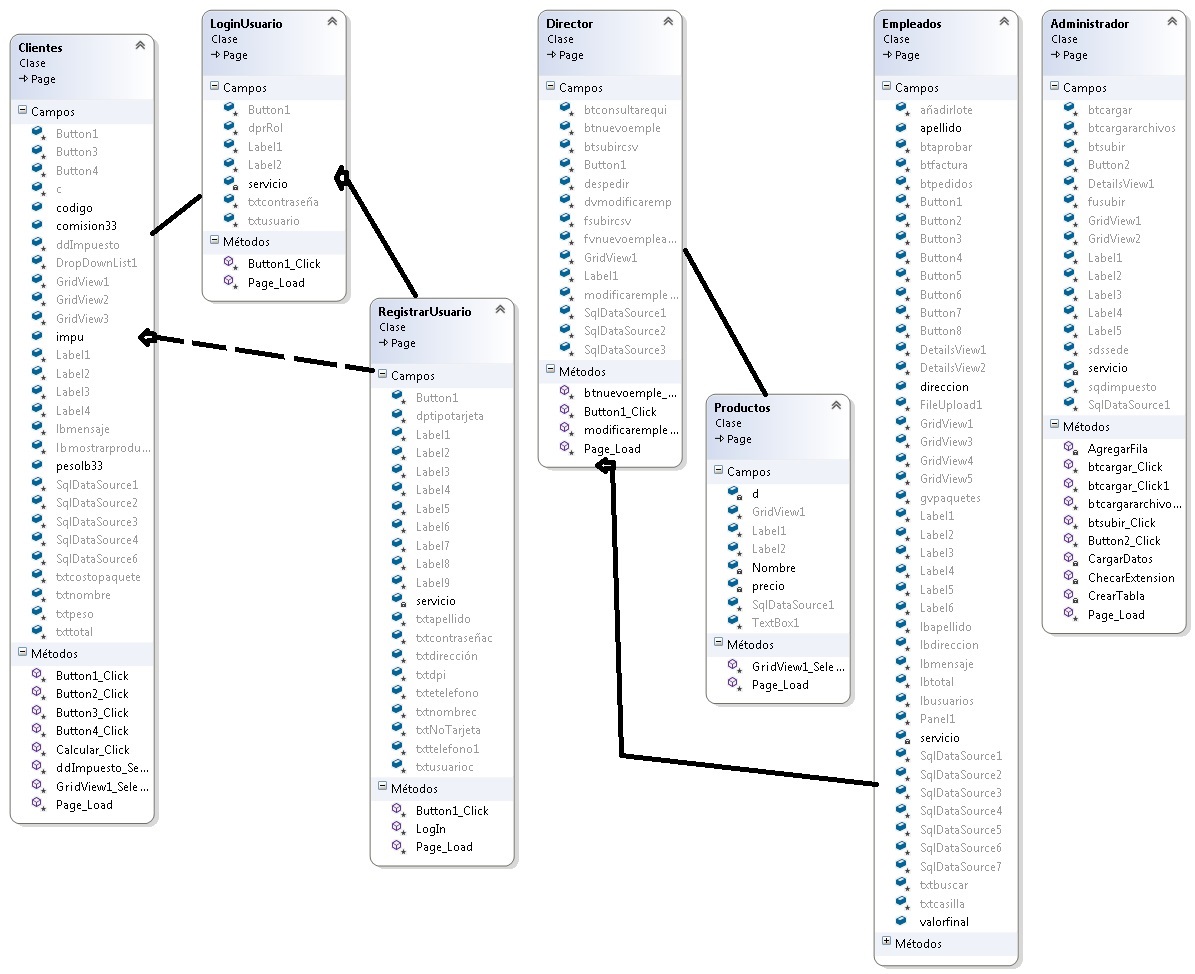 Clientes
Clase
Page
Campos
Button1
Button3
Button4
c
codigo
comision33
ddImpuesto
DropDownList1
GridView1
GridView2
GridView3
impu
Label1
Label2
Label3
Label4
lbmensaje
lbmostrarprodu...
pesolb33
SqlDataSource1
SqlDataSource2
SqlDataSource3
SqlDataSource4
SqlDataSource6
txtcostopaquete
txtnombre
txtpeso
txttotal
Métodos
Button1_Click
Button2_Click
Button3_Click
Button4_Click
Calcular_Click
ddImpuesto_Se...
GridView1_Sele...
Page_Load
LoginUsuario
Clase
Page
Campos
Button1
dprRol
Label1
Label2
servicio
txtcontraseña
txtusuario
Métodos
Button1_Click
Page_Load
RegistrarUsuario
Clase
Page
Campos
Button1
dptipotarjeta
Label1
Label2
Label3
Label4
Label5
Label6
Label7
Label8
Label9
servicio
txtapellido
txtcontraseñac
txtdirección
txtdpi
txtetelefono
txtnombrec
txtNoTarjeta
txttelefono1
txtusuarioc
Métodos
Button1_Click
LogIn
Page_Load
Director
Clase
Page
Campos
btconsultarequi
btnuevoemple
btsubircsv
Button1
despedir
dvmodificaremp
fsubircsv
fvnuevoemplea...
GridView1
Label1
modificaremple...
SqlDataSource1
SqlDataSource2
SqlDataSource3
Métodos
btnuevoemple_...
Button1_Click
modificaremple...
Page_Load
Productos
Clase
Page
Campos
d
GridView1
Label1
Label2
Nombre
precio
SqlDataSource1
TextBox1
Métodos
GridView1_Sele...
Page_Load
Empleados
Clase
Page
Campos
añadirlote
apellido
btaprobar
btfactura
btpedidos
Button1
Button2
Button3
Button4
Button5
Button6
Button7
Button8
DetailsView1
DetailsView2
direccion
FileUpload1
GridView1
GridView3
GridView4
GridView5
gvpaquetes
Label1
Label2
Label3
Label4
Label5
Label6
lbapellido
lbdireccion
lbmensaje
lbtotal
lbusuarios
Panel1
servicio
SqlDataSource1
SqlDataSource2
SqlDataSource3
SqlDataSource4
SqlDataSource5
SqlDataSource6
SqlDataSource7
txtbuscar
txtcasilla
valorfinal
Métodos
Administrador
Clase
Page
Campos
btcargar
btcargararchivos
btsubir
Button2
DetailsView1
fusubir
GridView1
GridView2
Label1
Label2
Label3
Label4
Label5
sdssede
servicio
sqdimpuesto
SqlDataSource1
Métodos
AgregarFila
btcargar_Click
btcargar_Click1
btcargararchivo...
btsubir_Click
Button2_Click
CargarDatos
ChecarExtension
CrearTabla
Page_Load